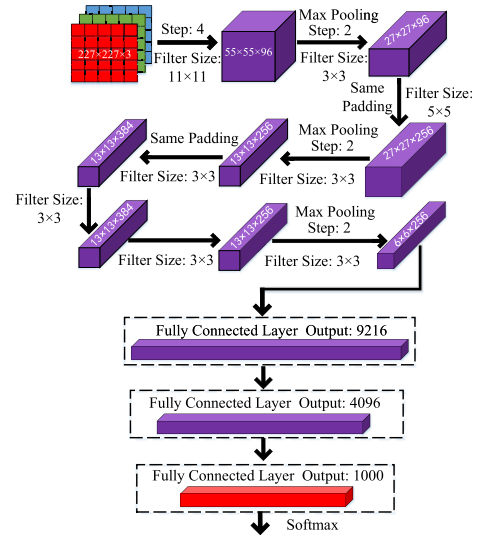 227×227×3
Step: 4
Filter Size:
11×11
55×55×96
Max Pooling
Step: 2
Filter Size:
3×3
27×27×96
Same
Padding
Filter Size:
5×5
27×27×256
Max Pooling
Step: 2
Filter Size: 3×3
13×13×256
Same Padding
Filter Size: 3×3
13×13×384
Filter Size:
3×3
13×13×384
Filter Size: 3×3
13×13×256
Max Pooling
Step: 2
Filter Size: 3×3
6×6×256
Fully Connected Layer Output: 9216
Fully Connected Layer Output: 4096
Fully Connected Layer Output: 1000
Softmax